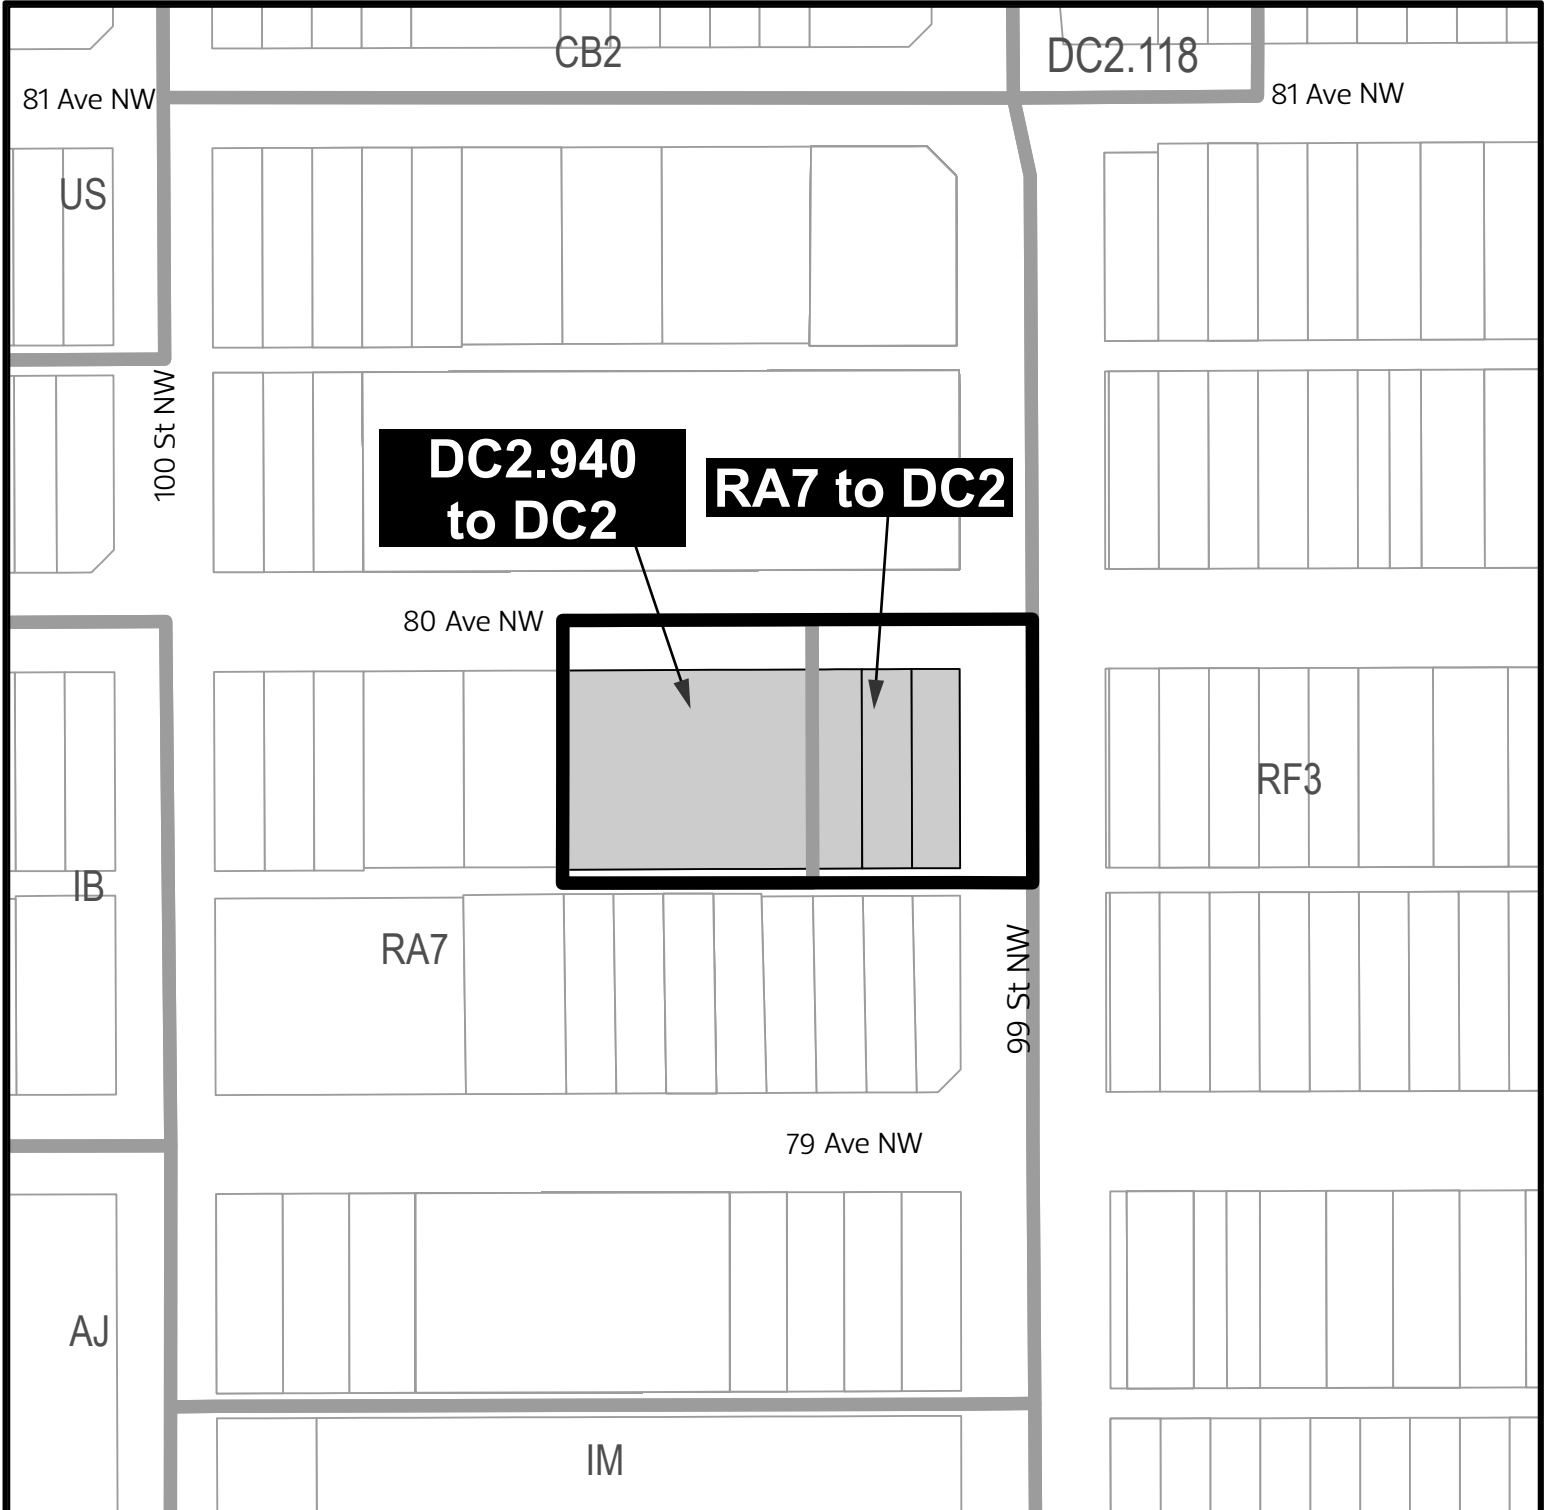 CB2
DC2.118
81 Ave NW
81 Ave NW
US
100 St NW
DC2.940
to DC2
RA7 to DC2
80 Ave NW
RF3
IB
RA7
99 St NW
79 Ave NW
AJ
IM